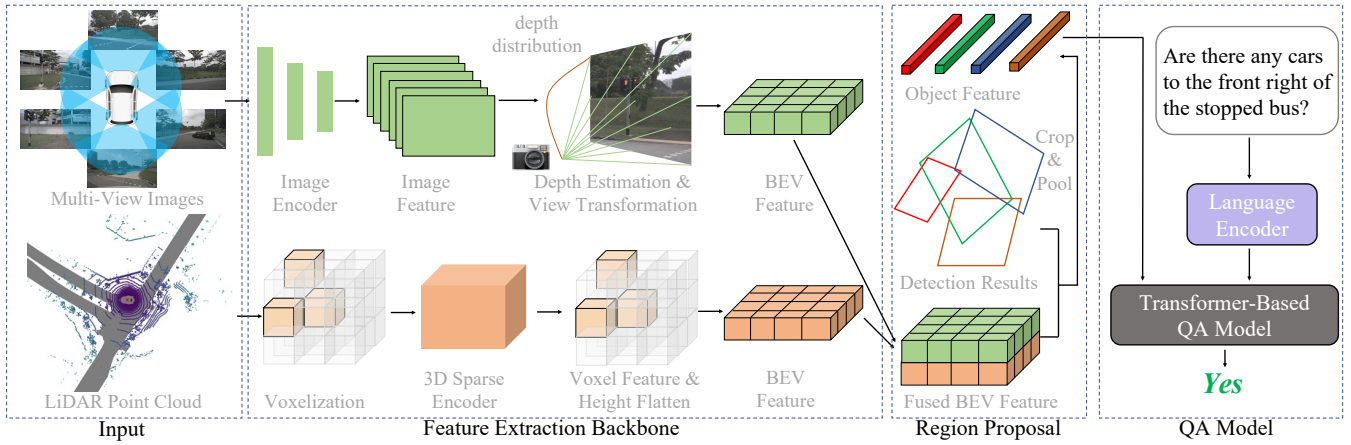 Multi-View Images
LiDAR Point Cloud
Input
Image
Encoder
Image
Feature
depth
distribution
Depth Estimation &
View Transformation
BEV
Feature
Voxelization
3D Sparse
Encoder
Voxel Feature &
Height Flatten
BEV
Feature
Feature Extraction Backbone
Object Feature
Crop
&
Pool
Detection Results
Fused BEV Feature
Region Proposal
Are there any cars
to the front right of
the stopped bus?
Language
Encoder
Transformer-Based
QA Model
Yes
QA Model